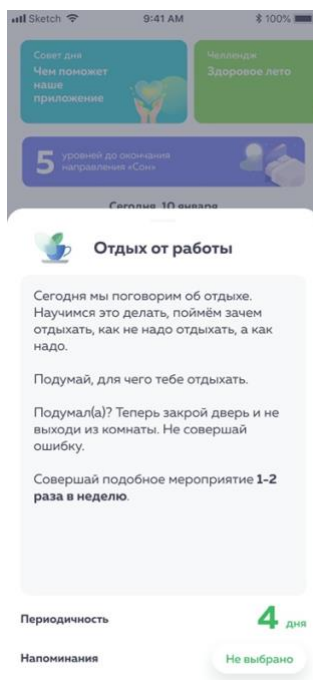 Sketch
9:41 AM
100%
Совет дня
Чем поможет
наше
приложение
Челлендж
Здоровое лето
5 уровней до окончания
направления «Сон»
Сегодня, 10 января
Отдых от работы
Сегодня мы поговорим об отдыхе.
Научимся это делать, поймём зачем
отдыхать, как не надо отдыхать, а как
надо.
Подумай, для чего тебе отдыхать.
Подумал(а)? Теперь закрой дверь и не
выходи из комнаты. Не совершай
ошибку.
Совершай подобное мероприятие 1-2
раза в неделю.
Периодичность
4 дня
Напоминания
Не выбрано